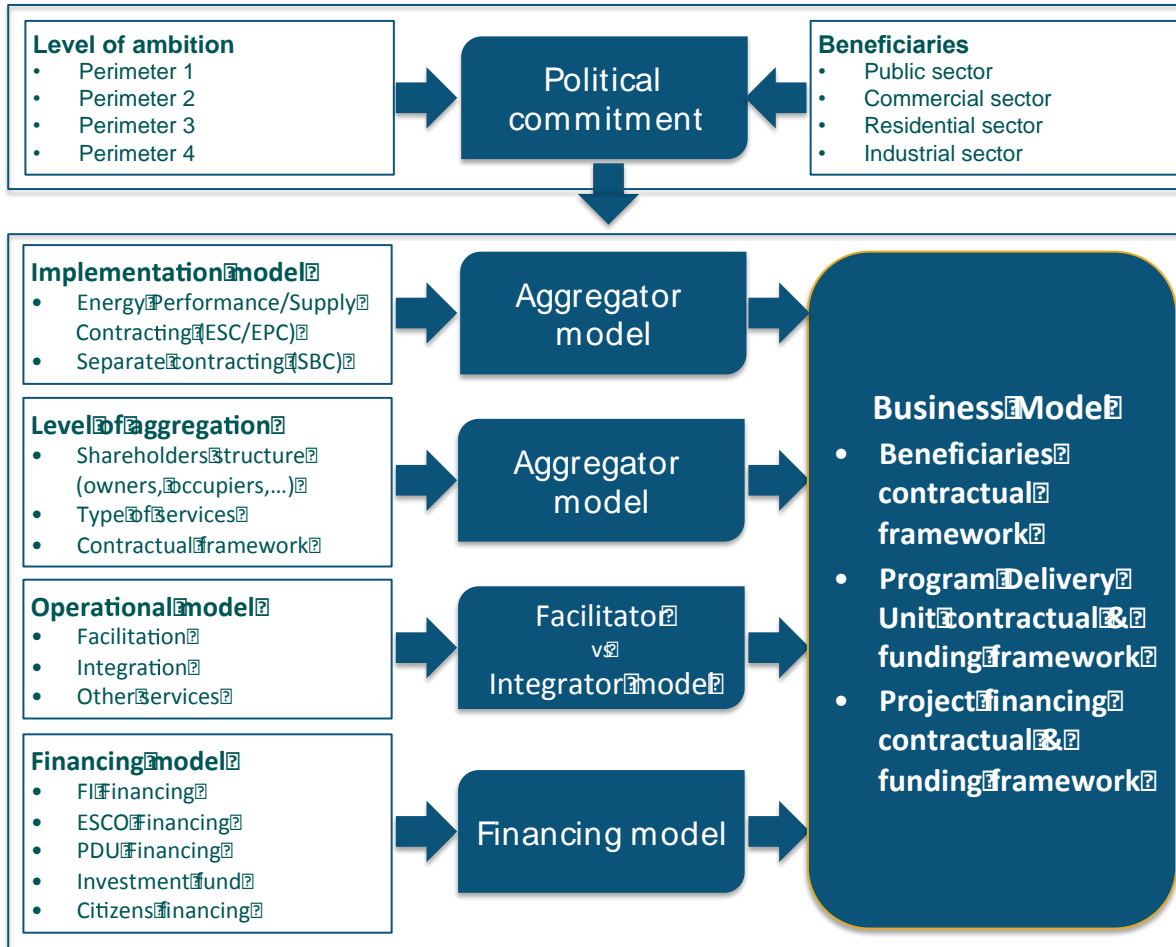 Level of ambition
• Perimeter 1
• Perimeter 2
• Perimeter 3
• Perimeter 4
Political
commitment
Beneficiaries
• Public sector
• Commercial sector
• Residential sector
• Industrial sector
Implementation⍰model⍰
• Energy⍰Performance/Supply⍰
Contracting⍰(ESC/EPC)⍰
• Separate⍰contracting⍰(SBC)⍰
Aggregator
model
Level⍰of⍰aggregation⍰
• Shareholders⍰structure⍰
(owners,⍰occupiers,…)⍰
• Type⍰of⍰services⍰
• Contractual⍰framework⍰
Aggregator
model
Operational⍰model⍰
• Facilitation⍰
• Integration⍰
• Other⍰services⍰
Facilitator⍰
vs⍰
Integrator⍰model⍰
Financing⍰model⍰
• FI⍰Financing⍰
• ESCO⍰Financing⍰
• PDU⍰Financing⍰
• Investment⍰fund⍰
• Citizens⍰financing⍰
Financing model
Business⍰Model⍰
• Beneficiaries⍰
contractual⍰
framework⍰
• Program⍰Delivery⍰
Unit⍰contractual⍰&⍰
funding⍰framework⍰
• Project⍰financing⍰
contractual⍰&⍰
funding⍰framework⍰